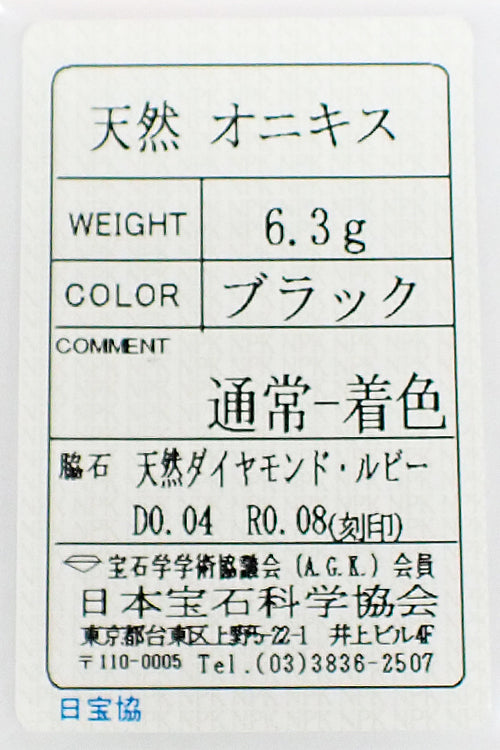 天然 オニキス
WEIGHT 6.3g
COLOR ブラック
COMMENT
通常-着色
脇石 天然ダイヤモンド・ルビー
D0.04 R0.08(刻印)
宝石学学術協議会 (A.G.K.) 会員
日本宝石科学協会
東京都台東区上野5-22-1 井上ビル4F
〒110-0005 Tel.(03)3836-2507
日宝協